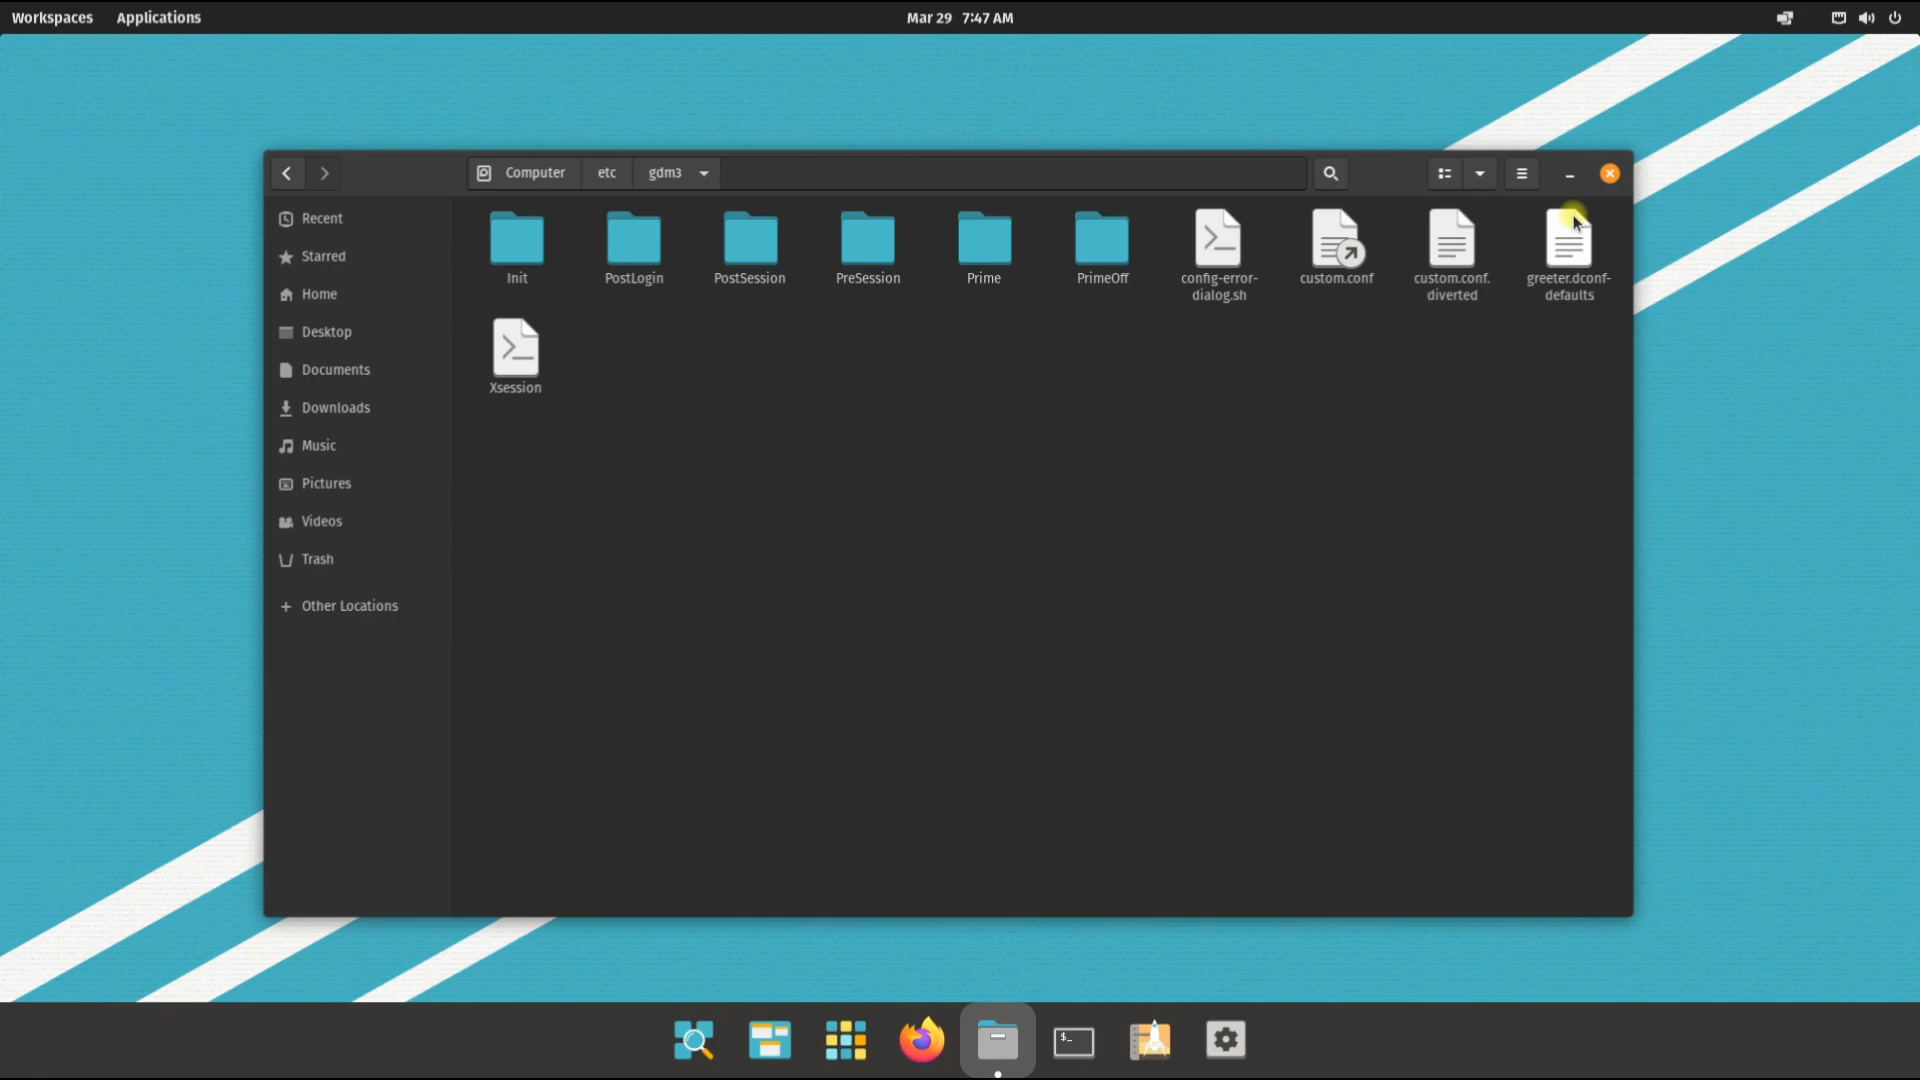 Workspaces Applications Mar 29 7:47 AM
Computer etc gdm3
Recent
Starred
Home
Desktop
Documents
Downloads
Music
Pictures
Videos
Trash
Other Locations
Init PostLogin PostSession PreSession Prime PrimeOff config-error- custom.conf custom.conf. greeter.dconf-
dialog.sh diverted defaults
Xsession